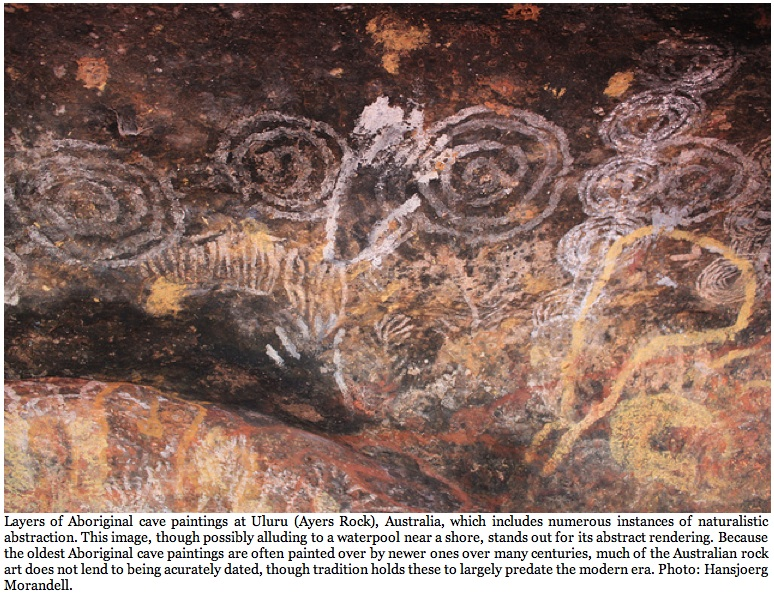 Layers of Aboriginal cave paintings at Uluru (Ayers Rock), Australia, which includes numerous instances of naturalistic
abstraction. This image, though possibly alluding to a waterpool near a shore, stands out for its abstract rendering. Because
the oldest Aboriginal cave paintings are often painted over by newer ones over many centuries, much of the Australian rock
art does not lend to being acurately dated, though tradition holds these to largely predate the modern era. Photo: Hansjoerg
Morandell.